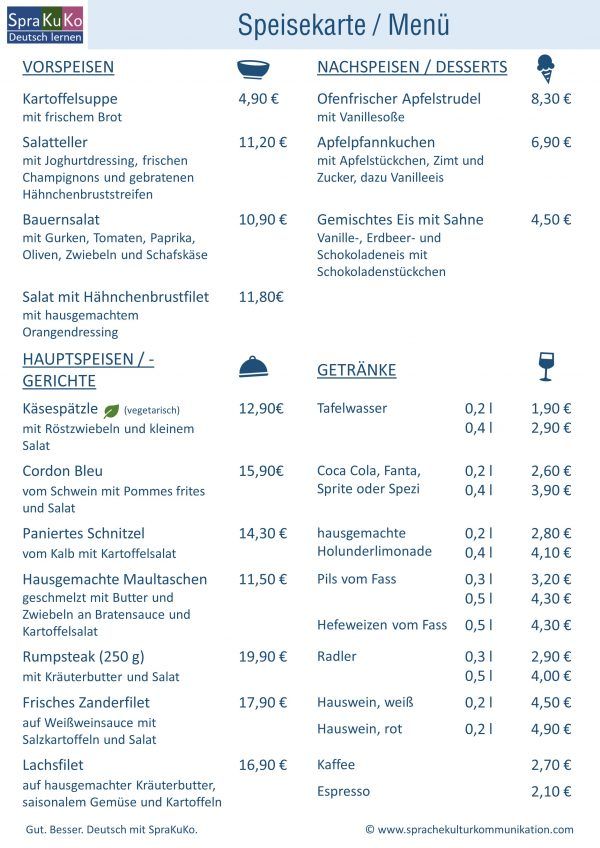 Spra Ku Ko
Deutsch lernen
Speisekarte / Menü
VORSPEISEN
Kartoffelsuppe 4,90 €
mit frischem Brot
Salatteller 11,20 €
mit Joghurtdressing, frischen
Champignons und gebratenen
Hähnchenbruststreifen
Bauernsalat 10,90 €
mit Gurken, Tomaten, Paprika,
Oliven, Zwiebeln und Schafskäse
Salat mit Hähnchenbrustfilet 11,80€
mit hausgemachtem
Orangendressing
NACHSPEISEN / DESSERTS
Ofenfrischer Apfelstrudel 8,30 €
mit Vanillesoße
Apfelpfannkuchen 6,90 €
mit Apfelstückchen, Zimt und
Zucker, dazu Vanilleeis
Gemischtes Eis mit Sahne 4,50 €
Vanille-, Erdbeer- und
Schokoladeneis mit
Schokoladenstückchen
HAUPTSPEISEN / -
GERICHTE
Käsespätzle (vegetarisch) 12,90€
mit Röstzwiebeln und kleinem
Salat
Cordon Bleu 15,90€
vom Schwein mit Pommes frites
und Salat
Paniertes Schnitzel 14,30 €
vom Kalb mit Kartoffelsalat
Hausgemachte Maultaschen 11,50 €
geschmelzt mit Butter und
Zwiebeln an Bratensauce und
Kartoffelsalat
Rumpsteak (250 g) 19,90 €
mit Kräuterbutter und Salat
Frisches Zanderfilet 17,90 €
auf Weißweinsauce mit
Salzkartoffeln und Salat
Lachsfilet 16,90 €
auf hausgemachter Kräuterbutter,
saisonalem Gemüse und Kartoffeln
GETRÄNKE
Tafelwasser 0,2 l 1,90 €
0,4 l 2,90 €
Coca Cola, Fanta, 0,2 l 2,60 €
Sprite oder Spezi 0,4 l 3,90 €
hausgemachte 0,2 l 2,80 €
Holunderlimonade 0,4 l 4,10 €
Pils vom Fass 0,3 l 3,20 €
0,5 l 4,30 €
Hefeweizen vom Fass 0,5 l 4,30 €
Radler 0,3 l 2,90 €
0,5 l 4,00 €
Hauswein, weiß 0,2 l 4,50 €
Hauswein, rot 0,2 l 4,90 €
Kaffee 2,70 €
Espresso 2,10 €
Gut. Besser. Deutsch mit SpraKuKo.
© www.sprachekulturkommunikation.com